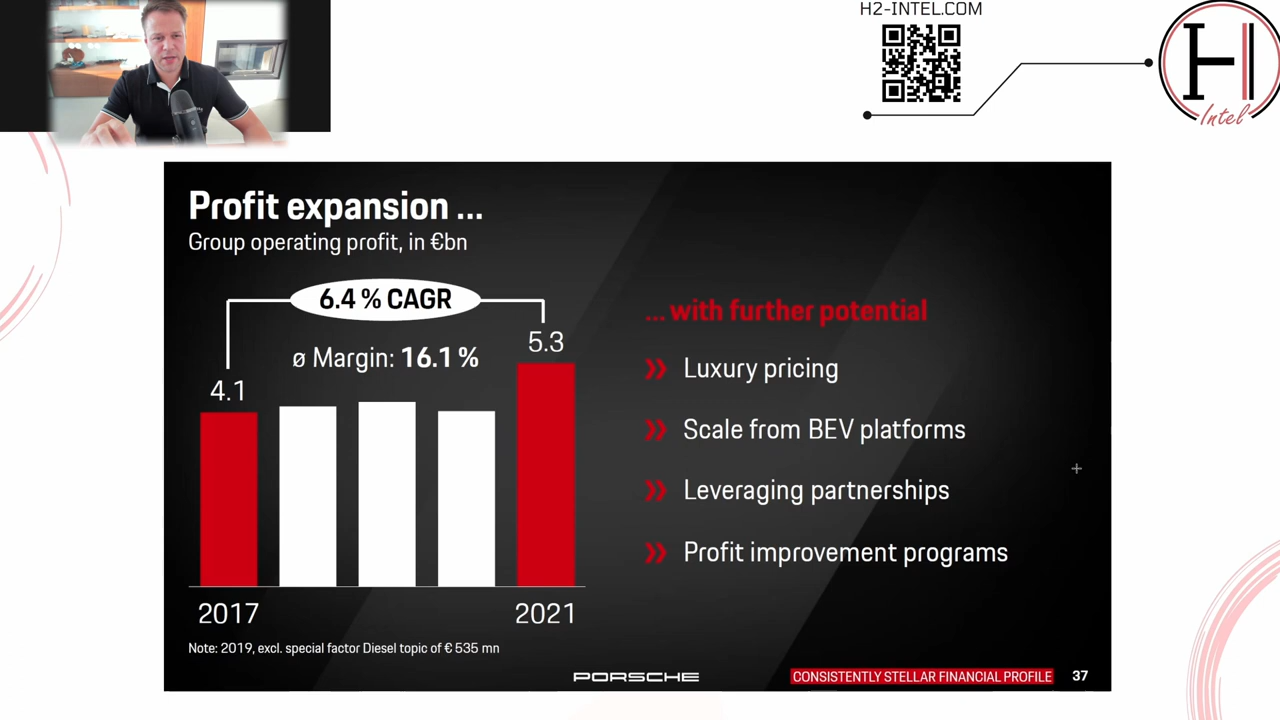 H2-INTEL.COM
H
Intel
Profit expansion ...
Group operating profit, in €bn
6.4 % CAGR
ø Margin: 16.1 %
4.1
5.3
2017
2021
Note: 2019, excl. special factor Diesel topic of € 535 mn
... with further potential
Luxury pricing
Scale from BEV platforms
Leveraging partnerships
Profit improvement programs
PORSCHE
CONSISTENTLY STELLAR FINANCIAL PROFILE
37